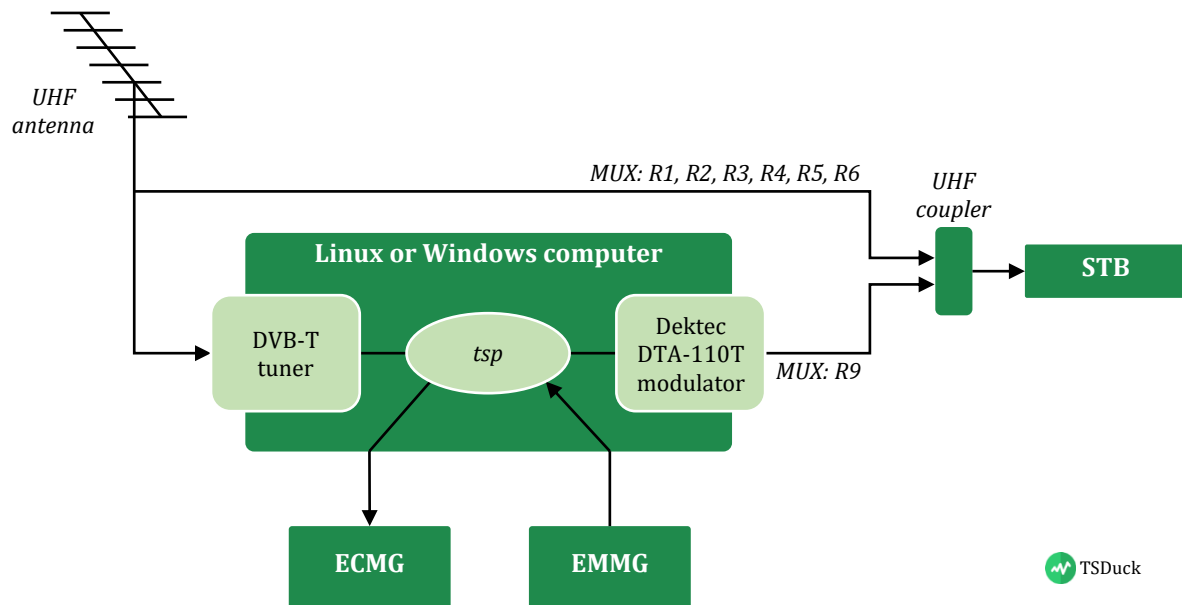 UHF
antenna
MUX: R1, R2, R3, R4, R5, R6
UHF
coupler
Linux or Windows computer
STB
DVB-T
tuner
tsp
Dektec
DTA-110T
modulator
MUX: R9
ECMG
EMMG
TSDuck